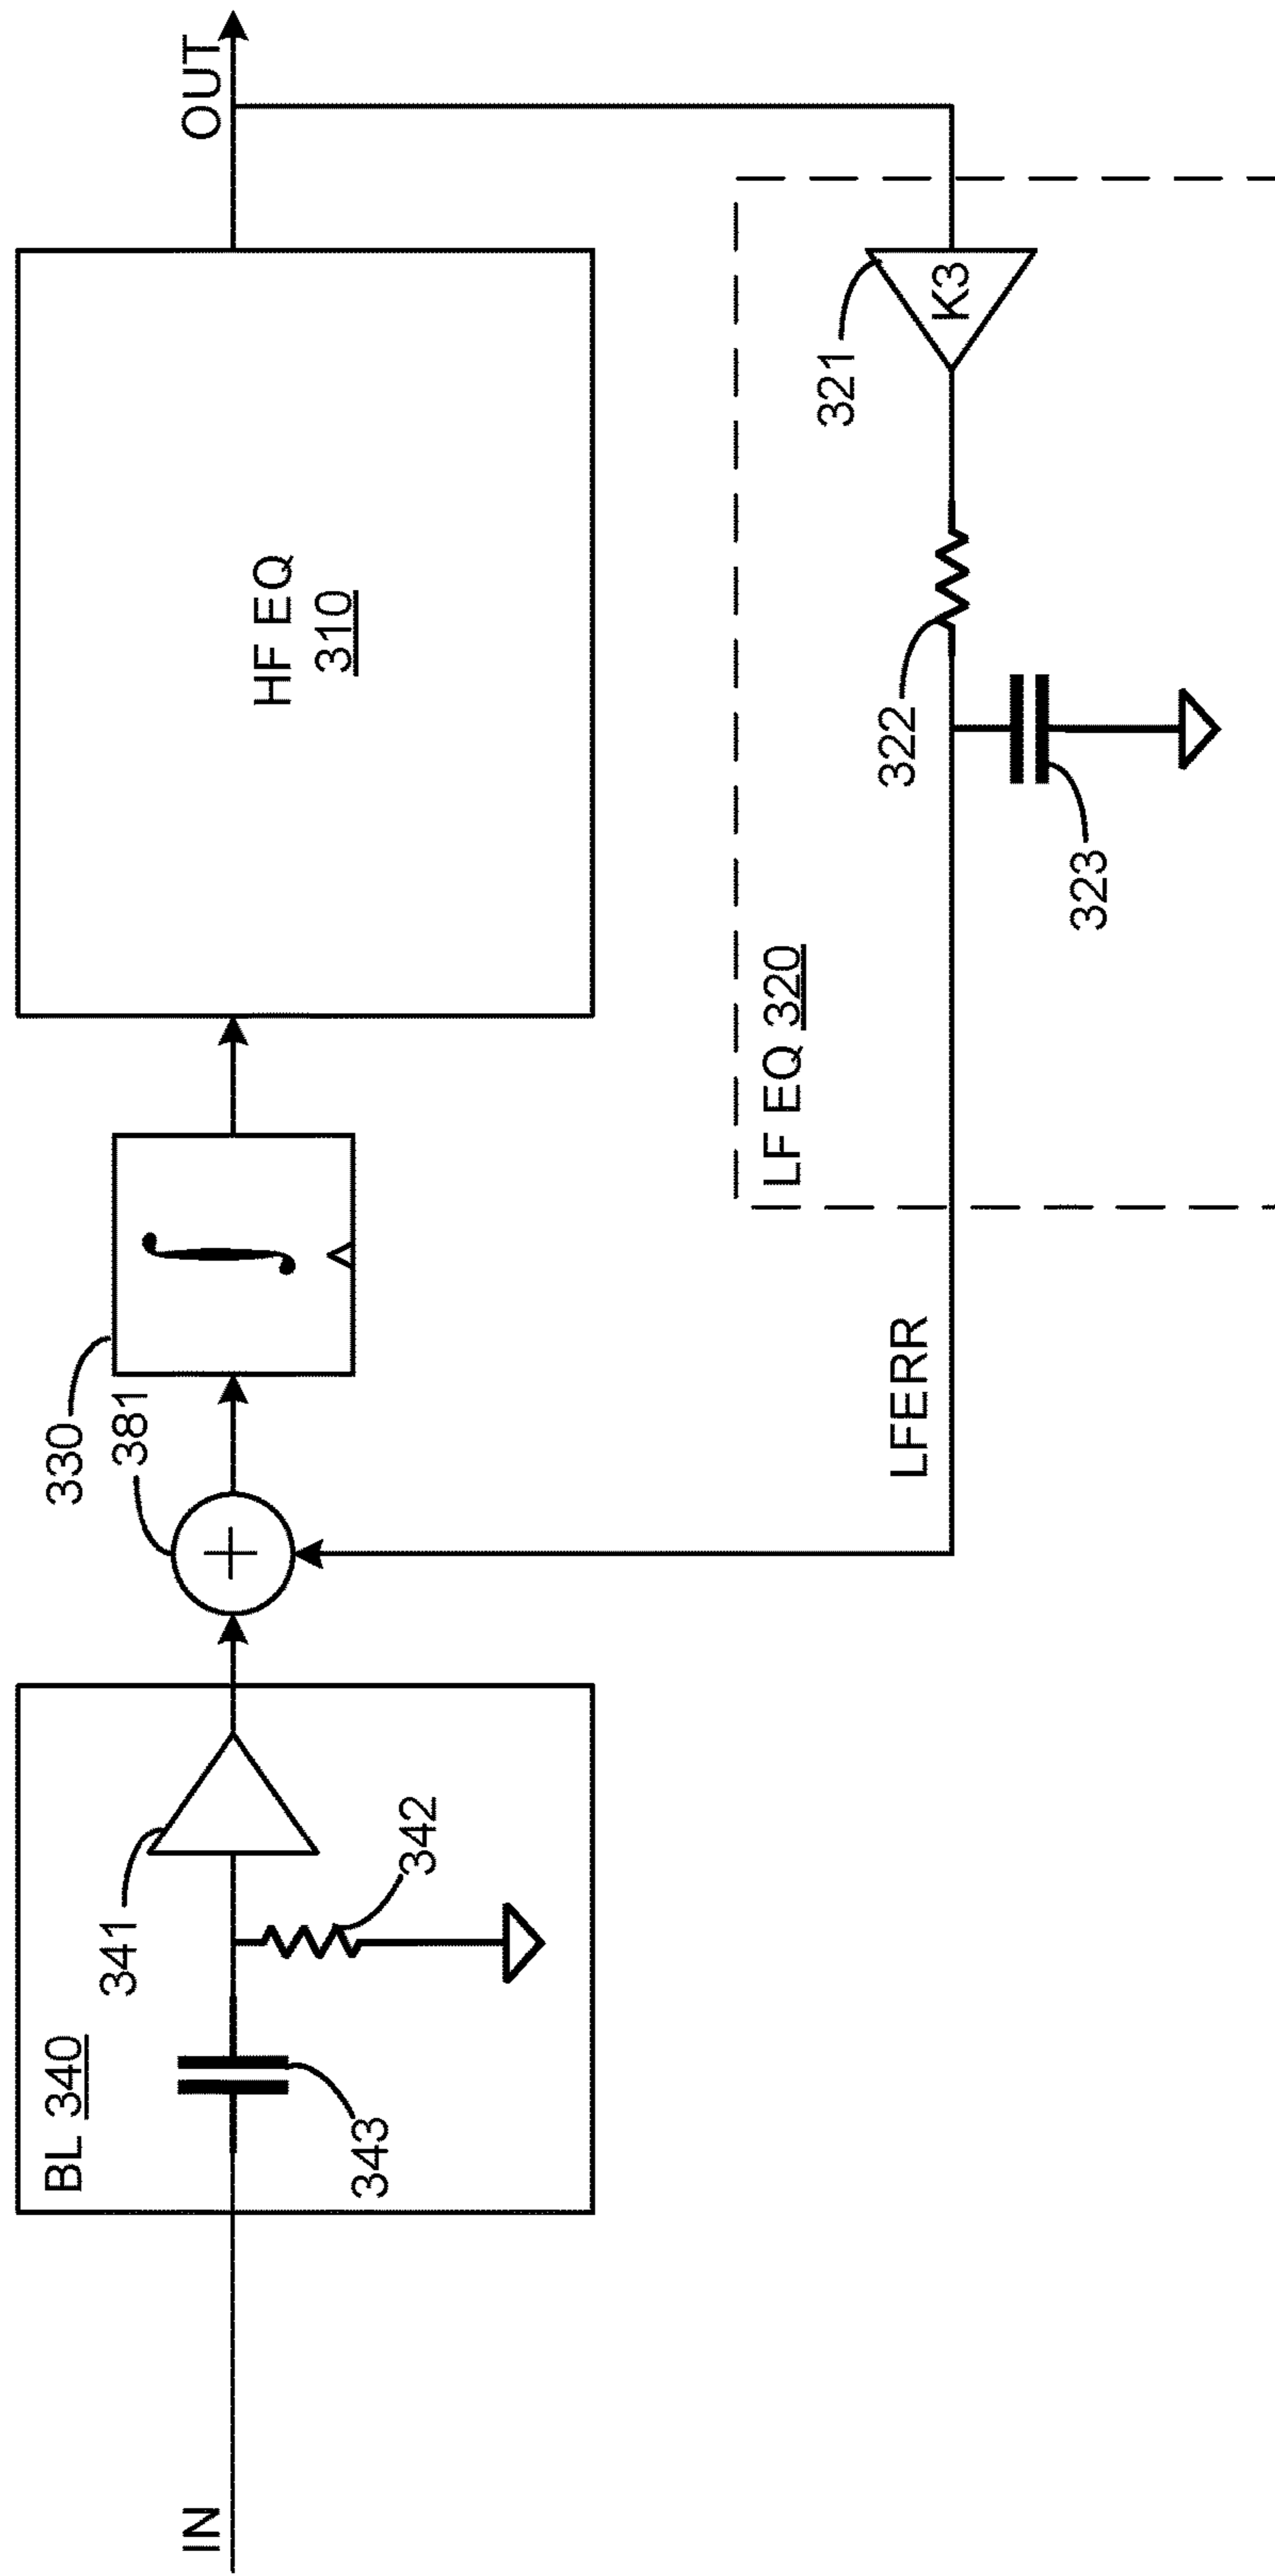 IN
BL 340
343
341
342
381
330
HF EQ
310
OUT
LFERR
LF EQ 320
322
323
321
K3